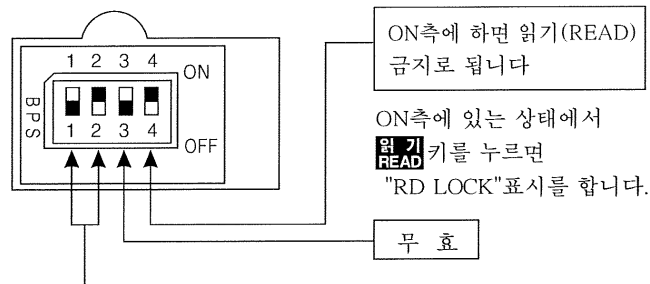 1 2 3 4
ON
BPS
1 2 3 4
OFF
ON측에 하면 읽기(READ)
금지로 됩니다
ON측에 있는 상태에서
읽 기
READ 키를 누르면
"RD LOCK"표시를 합니다.
무 효